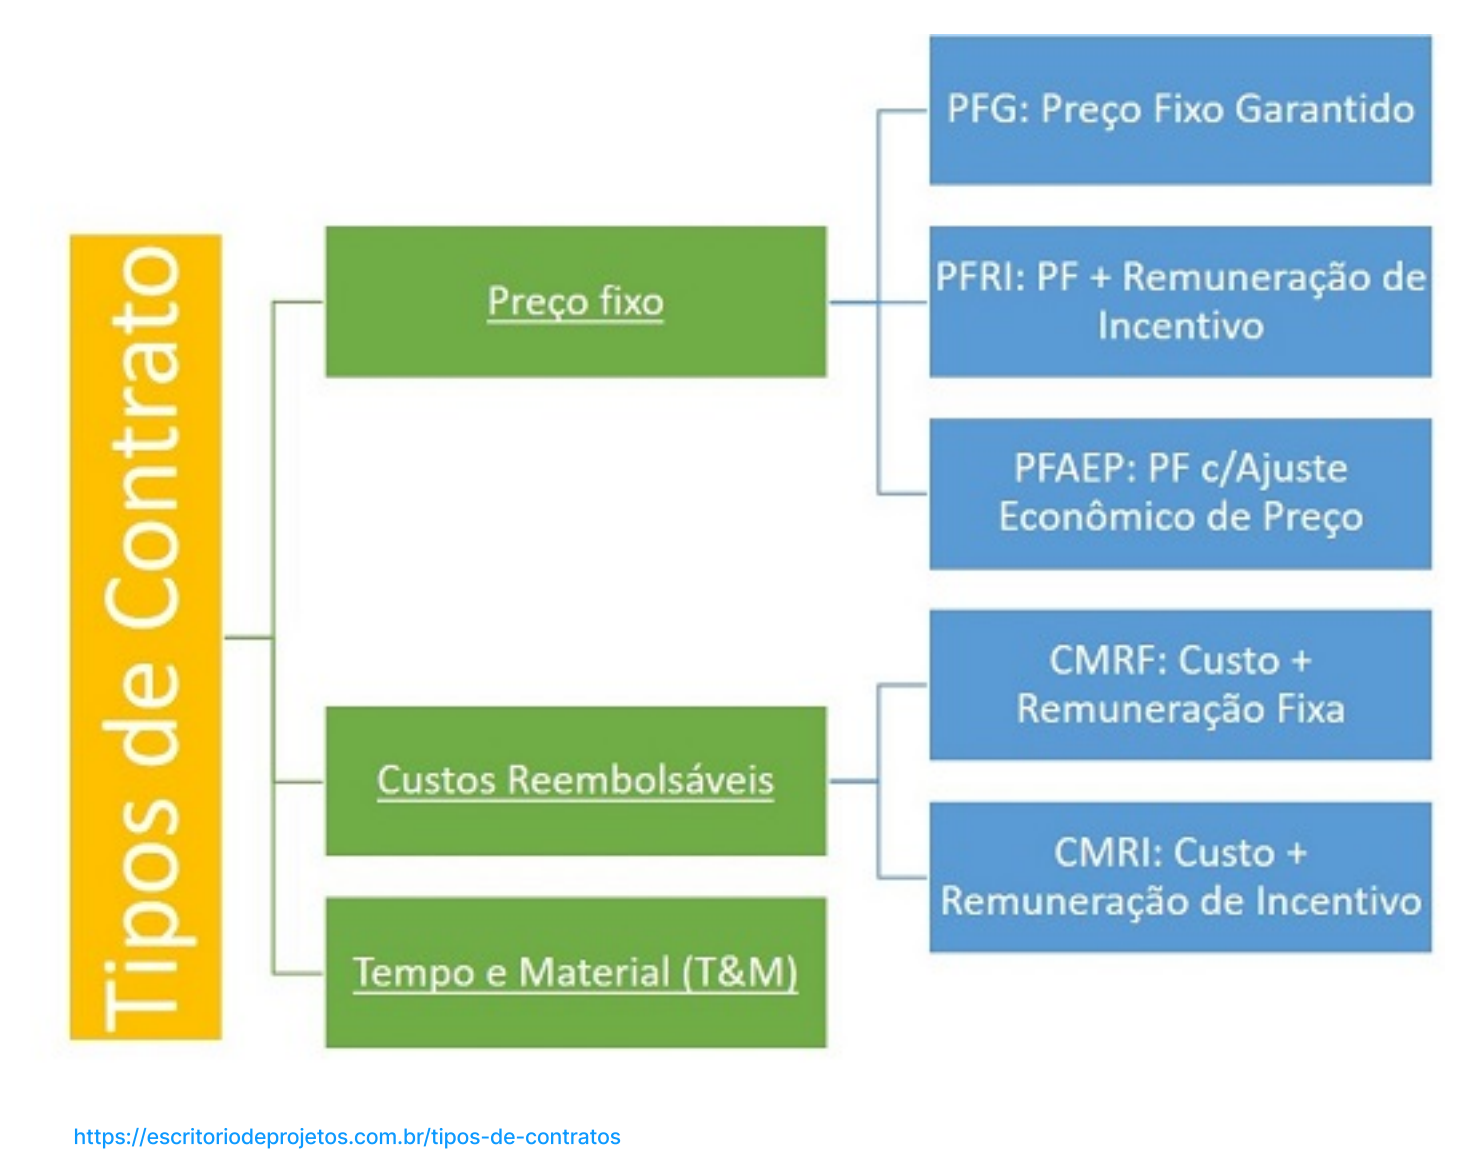 Tipos de Contrato
Preço fixo
PFG: Preço Fixo Garantido
PFRI: PF + Remuneração de
Incentivo
PFAEP: PF c/Ajuste
Econômico de Preço
Custos Reembolsáveis
CMRF: Custo +
Remuneração Fixa
CMRI: Custo +
Remuneração de Incentivo
Tempo e Material (T&M)
https://escritoriodeprojetos.com.br/tipos-de-contratos